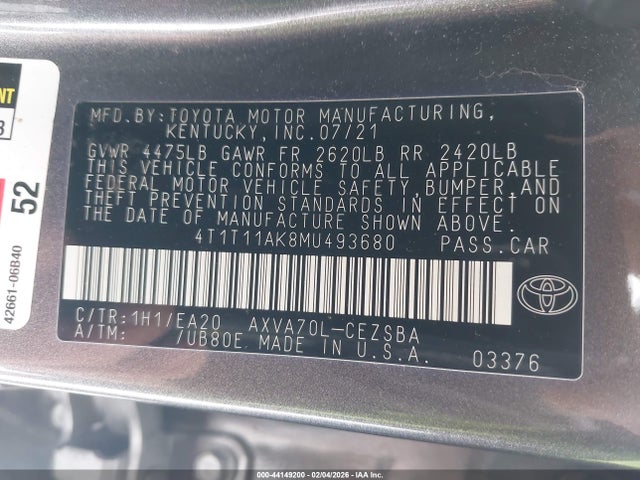 MFD.BY:TOYOTA MOTOR MANUFACTURING,
KENTUCKY, INC. 07/21
GVWR 4475LB GAWR FR 2620LB RR 2420LB
THIS VEHICLE CONFORMS TO ALL APPLICABLE
FEDERAL MOTOR VEHICLE SAFETY, BUMPER, AND
THEFT PREVENTION STANDARDS IN EFFECT ON
THE DATE OF MANUFACTURE SHOWN ABOVE.
4T1T11AK8MU493680 PASS.CAR
C/TR:1H1/EA20 AXVA70L-CEZSBA
A/TM: /UB80E MADE IN U.S.A. 03376
TOYOTA
52
42661-06B40
000-44149200 - 02/04/2026 - IAAI, Inc.